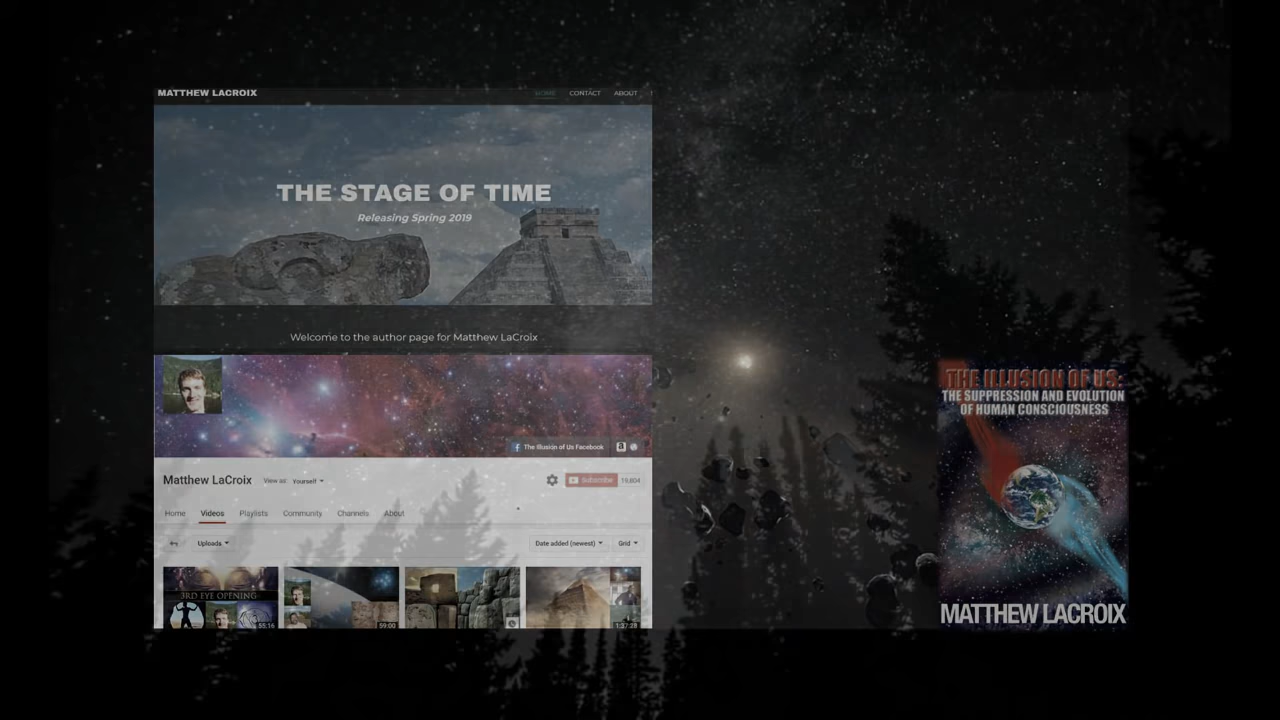 MATTHEW LACROIX
HOME CONTACT ABOUT
THE STAGE OF TIME
Releasing Spring 2019
Welcome to the author page for Matthew LaCroix
The Illusion of Us Facebook
Matthew LaCroix View as: Yourself Subscribe 19,804
Home Videos Playlists Community Channels About
Uploads Date added (newest) Grid
3RD EYE OPENING
55:16 59:00 1:37:28
THE ILLUSION OF US:
THE SUPPRESSION AND EVOLUTION
OF HUMAN CONSCIOUSNESS
MATTHEW LACROIX